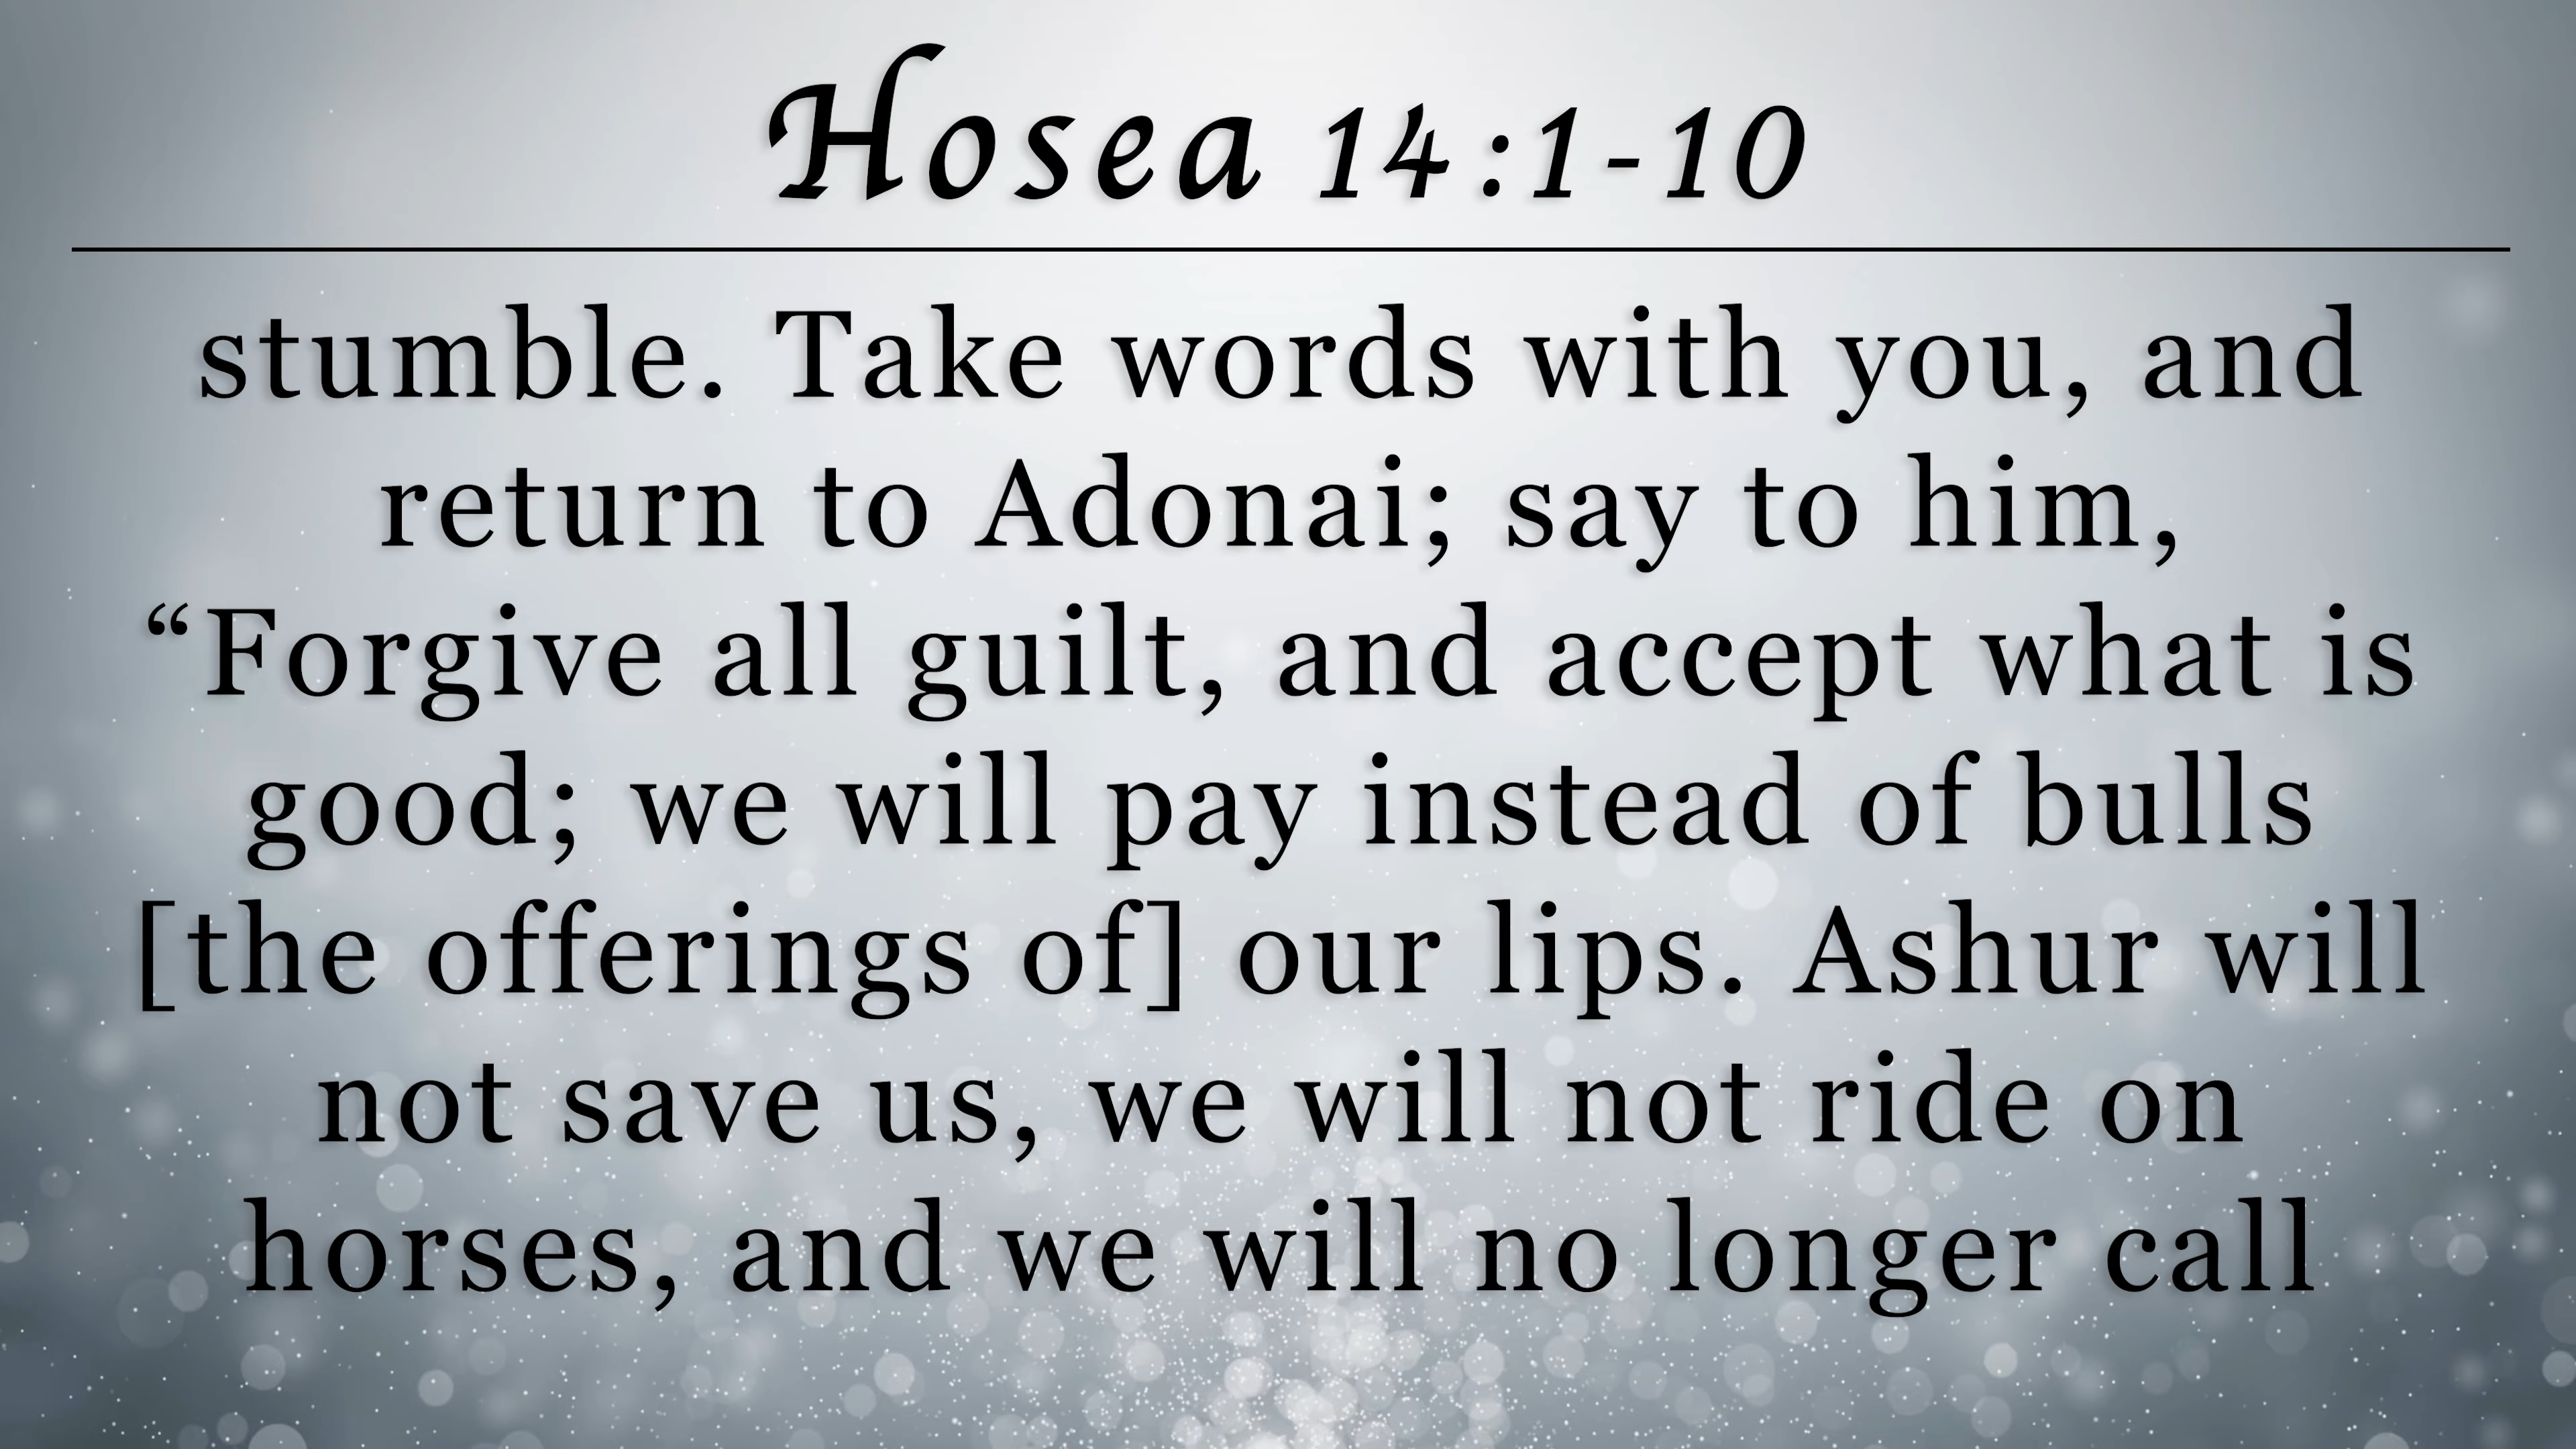 Hosea 14:1-10
stumble. Take words with you, and
return to Adonai; say to him,
“Forgive all guilt, and accept what is
good; we will pay instead of bulls
[the offerings of] our lips. Ashur will
not save us, we will not ride on
horses, and we will no longer call